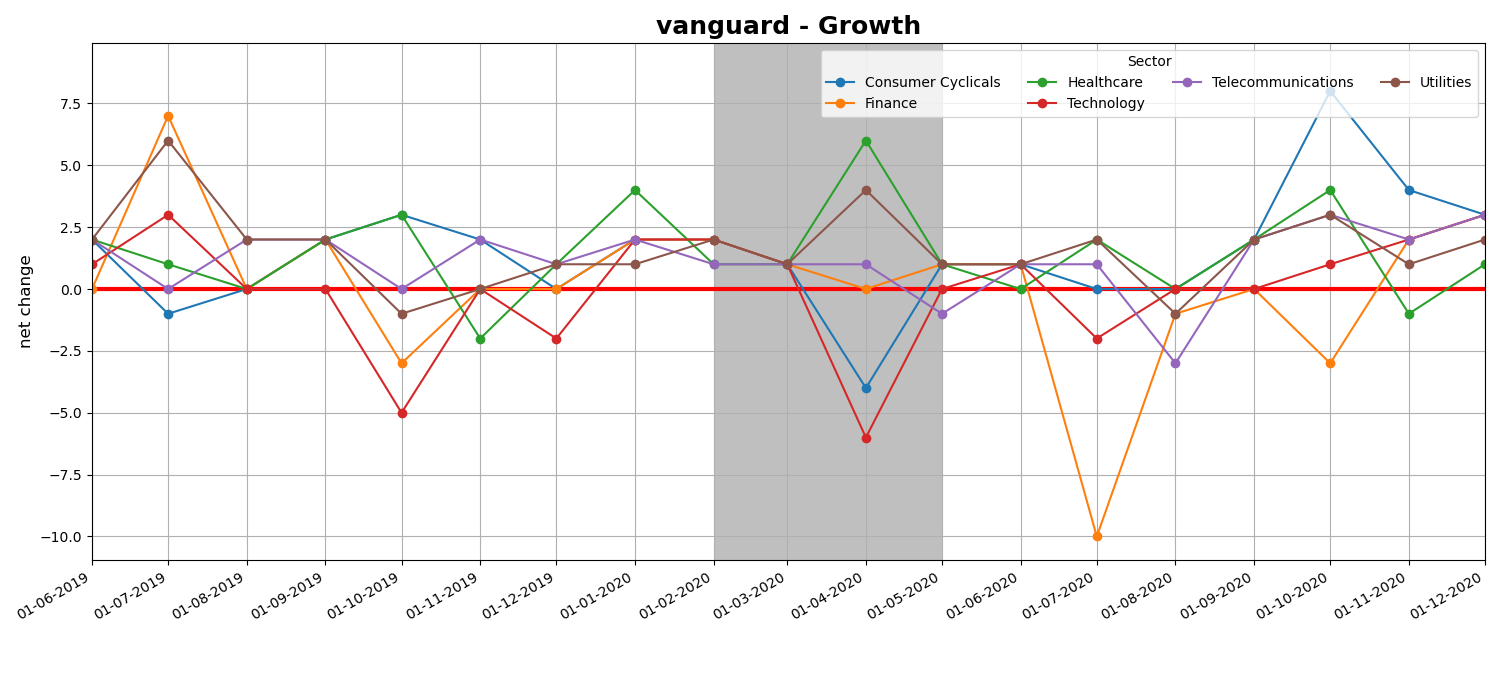 vanguard - Growth
Sector
Consumer Cyclicals Healthcare Telecommunications Utilities
Finance Technology
7.5
5.0
2.5
0.0
−2.5
−5.0
−7.5
−10.0
net change
01-06-2019 01-07-2019 01-08-2019 01-09-2019 01-10-2019 01-11-2019 01-12-2019 01-01-2020 01-02-2020 01-03-2020 01-04-2020 01-05-2020 01-06-2020 01-07-2020 01-08-2020 01-09-2020 01-10-2020 01-11-2020 01-12-2020